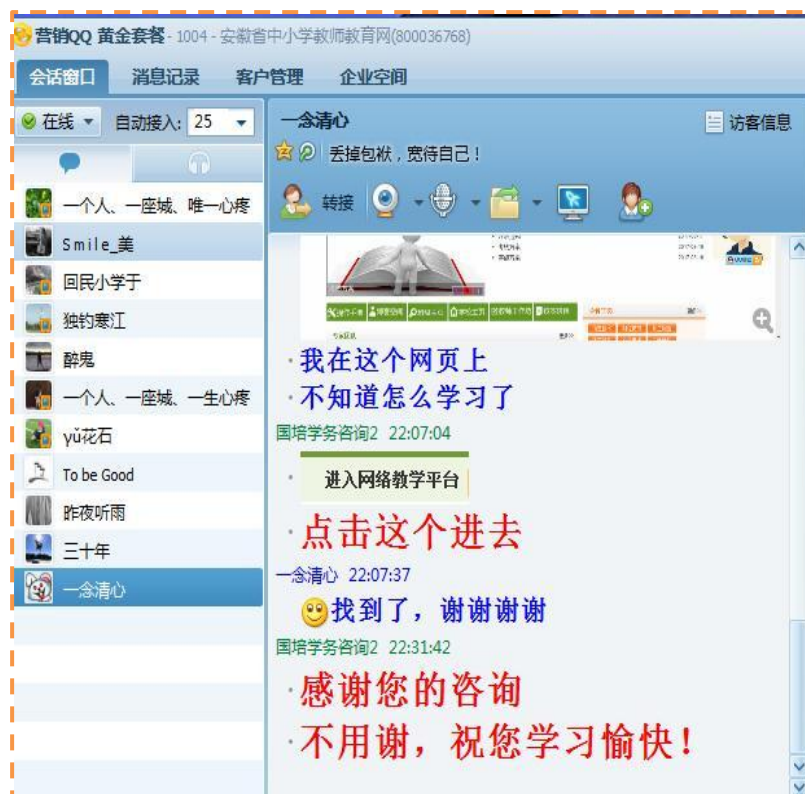 营销QQ 黄金套餐 - 1004 - 安徽省中小学教师教育网(800036768)
会话窗口 消息记录 客户管理 企业空间
在线 自动接入: 25
一念清心
访客信息
丢掉包袱，宽待自己！
转接
一个人、一座城、唯一心疼
Smile_美
回民小学于
独钓寒江
醉鬼
一个人、一座城、一生心疼
yǔ花石
To be Good
昨夜听雨
三十年
一念清心
我在这个网页上
不知道怎么学习了
国培学务咨询2 22:07:04
进入网络教学平台
点击这个进去
一念清心 22:07:37
找到了，谢谢谢谢
国培学务咨询2 22:31:42
感谢您的咨询
不用谢，祝您学习愉快！